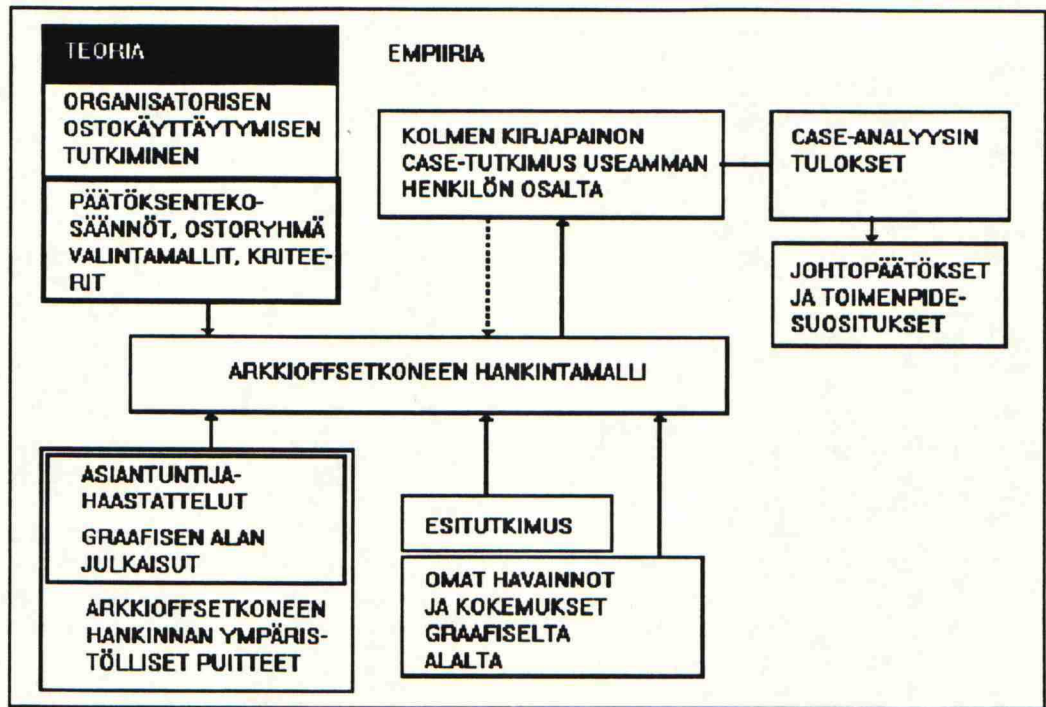 TEORIA
ORGANISATORISEN
OSTOKÄYTTÄYTYMISEN
TUTKIMINEN
PÄÄTÖKSENTEKO-
SÄÄNNÖT, OSTORYHMÄ
VALINTAMALLIT, KRITEE-
RIT
EMPIIRIA
KOLMEN KIRJAPAINON
CASE-TUTKIMUS USEAMMAN
HENKILÖN OSALTA
CASE-ANALYYSIN
TULOKSET
JOHTOPÄÄTÖKSET
JA TOIMENPIDE-
SUOSITUKSET
ARKKIOFFSETKONEEN HANKINTAMALLI
ASIANTUNTIJA-
HAASTATTELUT
GRAAFISEN ALAN
JULKAISUT
ARKKIOFFSETKONEEN
HANKINNAN YMPÄRIS-
TÖLLISET PUITTEET
ESITUTKIMUS
OMAT HAVAINNOT
JA KOKEMUKSET
GRAAFISELTA
ALALTA